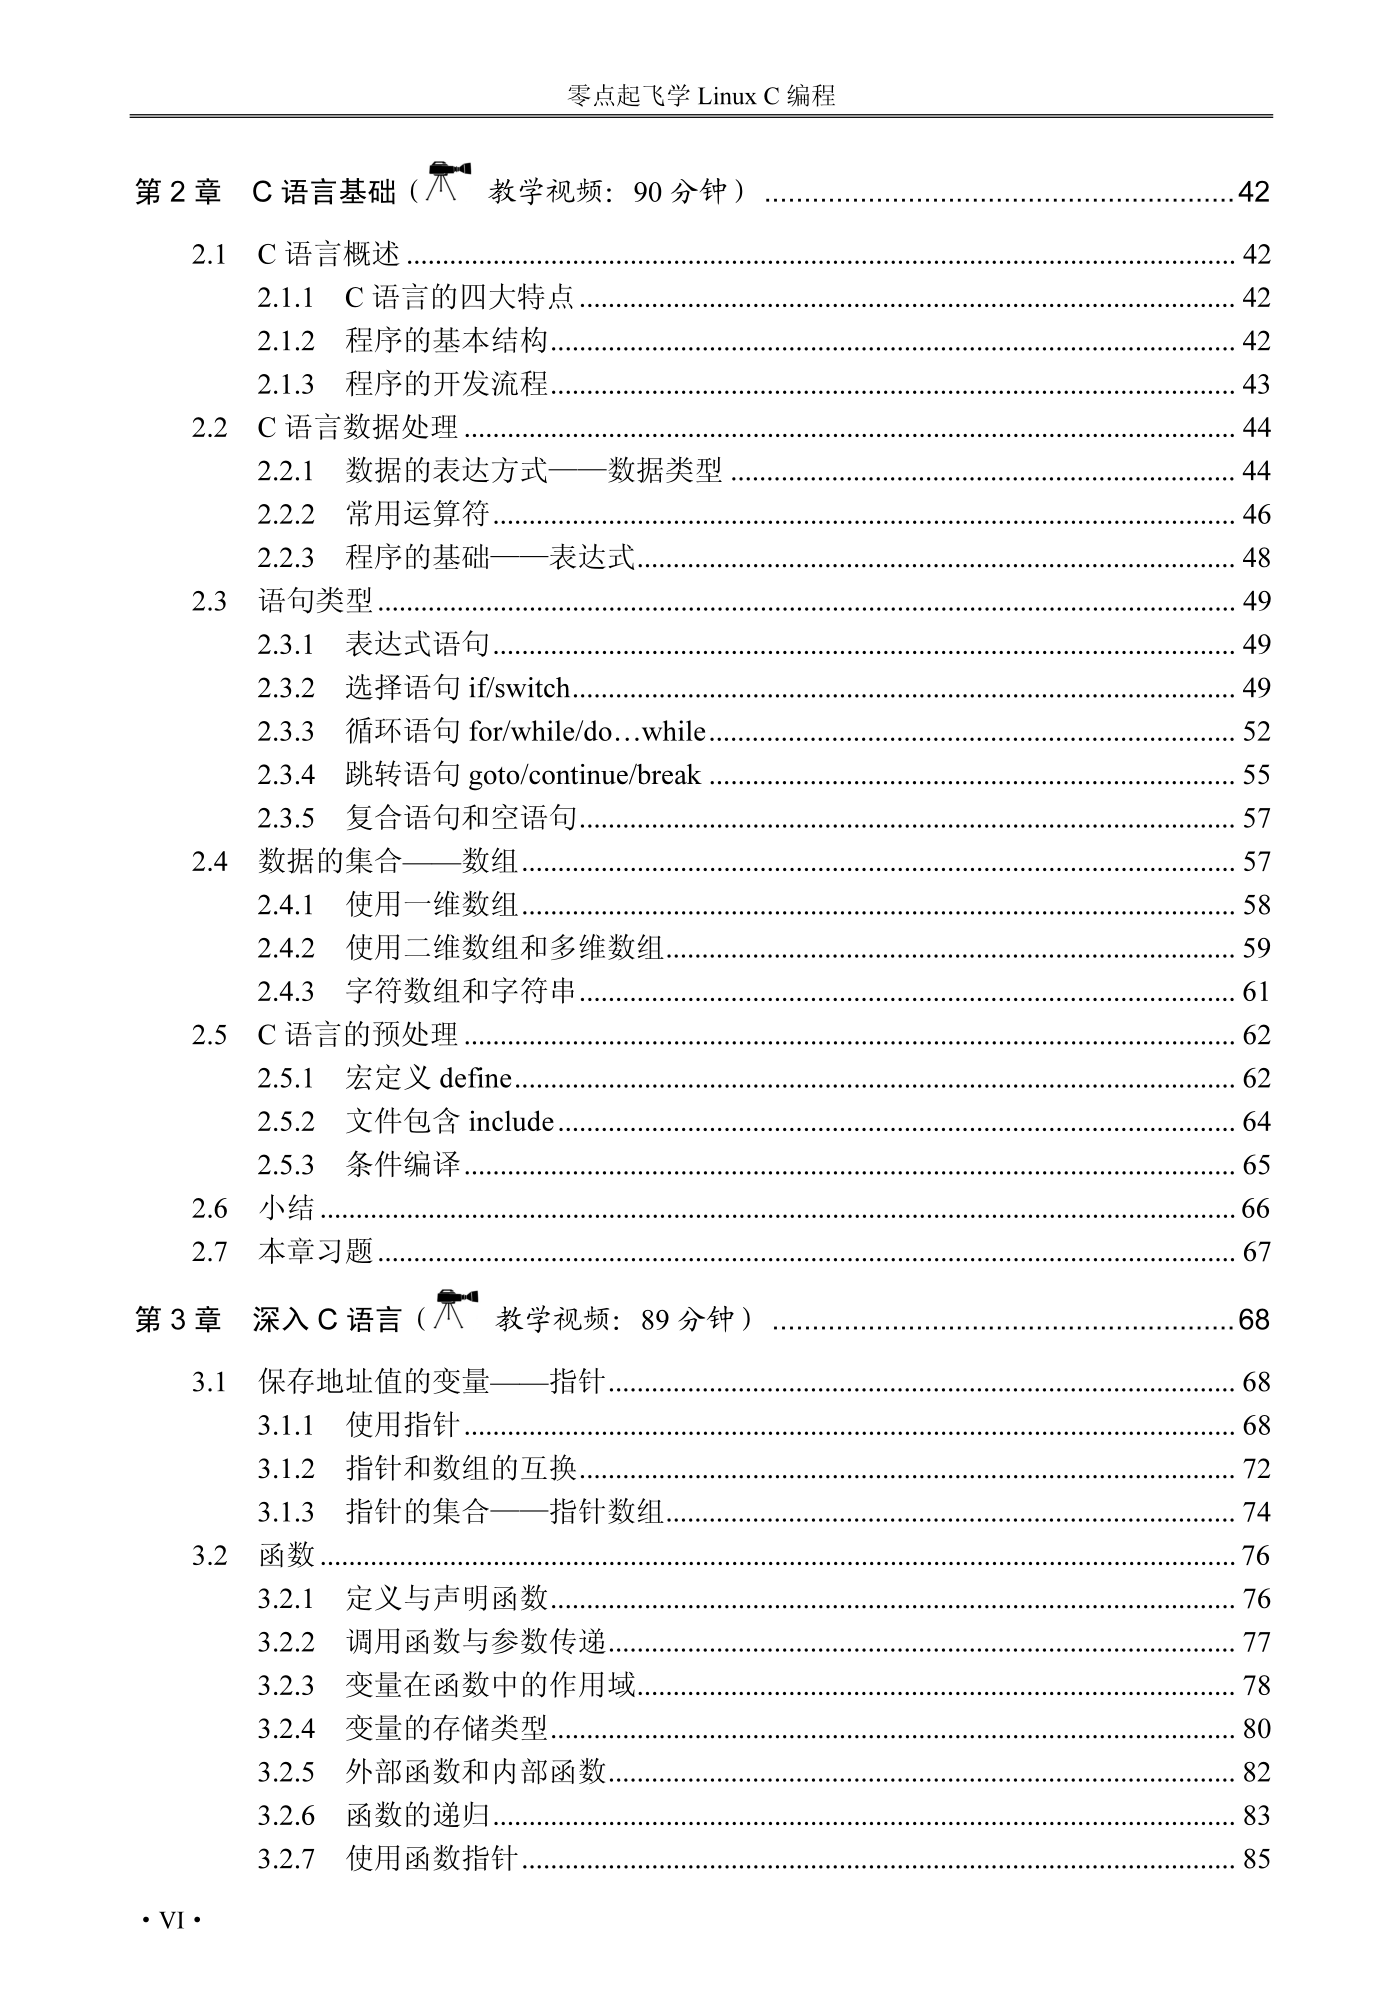 零点起飞学 Linux C 编程
第 2 章 C 语言基础（教学视频：90 分钟）............42
2.1 C 语言概述............42
2.1.1 C 语言的四大特点............42
2.1.2 程序的基本结构............42
2.1.3 程序的开发流程............43
2.2 C 语言数据处理............44
2.2.1 数据的表达方式——数据类型............44
2.2.2 常用运算符............46
2.2.3 程序的基础——表达式............48
2.3 语句类型............49
2.3.1 表达式语句............49
2.3.2 选择语句 if/switch............49
2.3.3 循环语句 for/while/do…while............52
2.3.4 跳转语句 goto/continue/break............55
2.3.5 复合语句和空语句............57
2.4 数据的集合——数组............57
2.4.1 使用一维数组............58
2.4.2 使用二维数组和多维数组............59
2.4.3 字符数组和字符串............61
2.5 C 语言的预处理............62
2.5.1 宏定义 define............62
2.5.2 文件包含 include............64
2.5.3 条件编译............65
2.6 小结............66
2.7 本章习题............67
第 3 章 深入 C 语言（教学视频：89 分钟）............68
3.1 保存地址值的变量——指针............68
3.1.1 使用指针............68
3.1.2 指针和数组的互换............72
3.1.3 指针的集合——指针数组............74
3.2 函数............76
3.2.1 定义与声明函数............76
3.2.2 调用函数与参数传递............77
3.2.3 变量在函数中的作用域............78
3.2.4 变量的存储类型............80
3.2.5 外部函数和内部函数............82
3.2.6 函数的递归............83
3.2.7 使用函数指针............85
• VI •